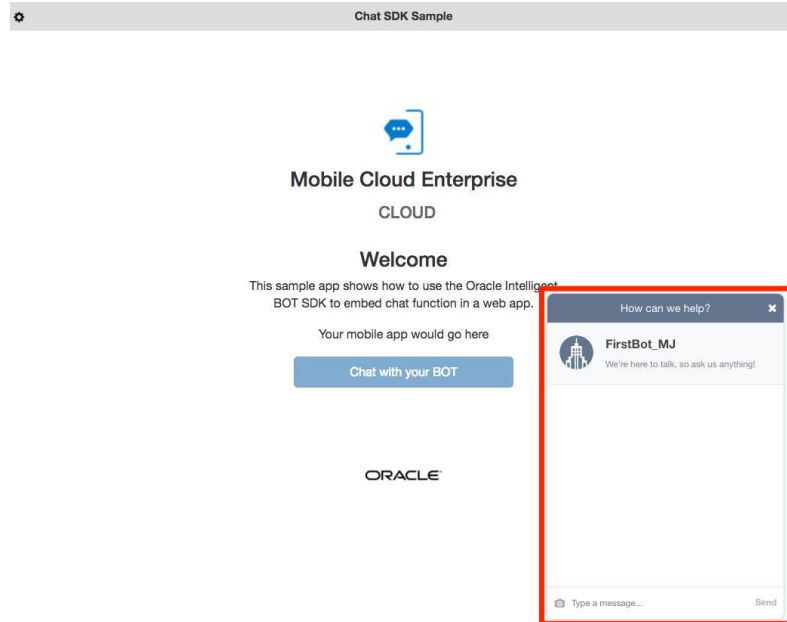 Chat SDK Sample
Mobile Cloud Enterprise
CLOUD
Welcome
This sample app shows how to use the Oracle Intelligent
BOT SDK to embed chat function in a web app.
Your mobile app would go here
Chat with your BOT
ORACLE
How can we help?
FirstBot_MJ
We're here to talk, so ask us anything!
Type a message... Send